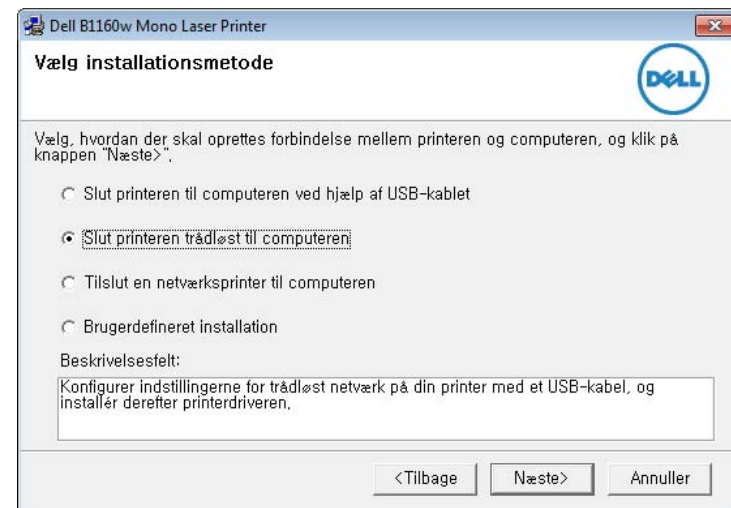 Dell B1160w Mono Laser Printer
Vælg installationsmetode
DELL
Vælg, hvordan der skal oprettes forbindelse mellem printeren og computeren, og klik på
knappen "Næste>".
Slut printeren til computeren ved hjælp af USB-kablet
Slut printeren trådløst til computeren
Tilslut en netværksprinter til computeren
Brugerdefineret installation
Beskrivelsesfelt:
Konfigurer indstillingerne for trådløst netværk på din printer med et USB-kabel, og
installér derefter printerdriveren.
<Tilbage
Næste>
Annuller